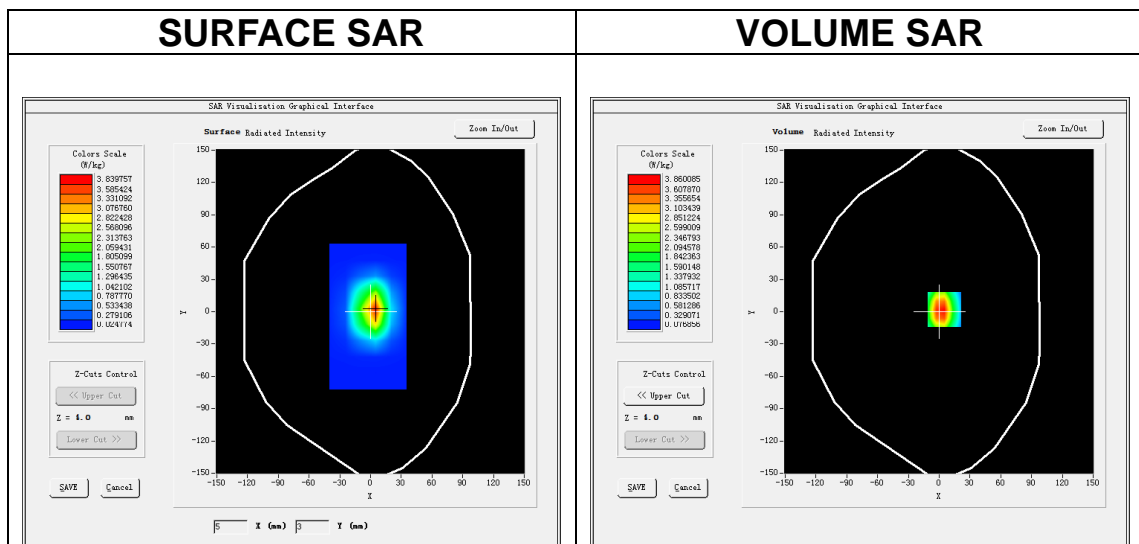 SURFACE SAR
VOLUME SAR
SAR Visualisation Graphical Interface
Surface Radiated Intensity
Zoom In/Out
Colors Scale
(W/kg)
3.839757
3.585424
3.331092
3.076760
2.822428
2.568096
2.313763
2.059431
1.805099
1.550767
1.296435
1.042102
0.787770
0.533438
0.279106
0.024774
Z-Cuts Control
<< Upper Cut
Z = 4.0 mm
Lower Cut >>
SAVE
Cancel
150
120
90
60
30
0
-30
-60
-90
-120
-150
Y
-150 -120 -90 -60 -30 0 30 60 90 120 150
X
5 X (mm) 3 Y (mm)
SAR Visualisation Graphical Interface
Volume Radiated Intensity
Zoom In/Out
Colors Scale
(W/kg)
3.860085
3.607870
3.355654
3.103439
2.851224
2.599009
2.346793
2.094578
1.842363
1.590148
1.337932
1.085717
0.833502
0.581286
0.329071
0.076856
Z-Cuts Control
<< Upper Cut
Z = 4.0 mm
Lower Cut >>
SAVE
Cancel
150
120
90
60
30
0
-30
-60
-90
-120
-150
Y
-150 -120 -90 -60 -30 0 30 60 90 120 150
X